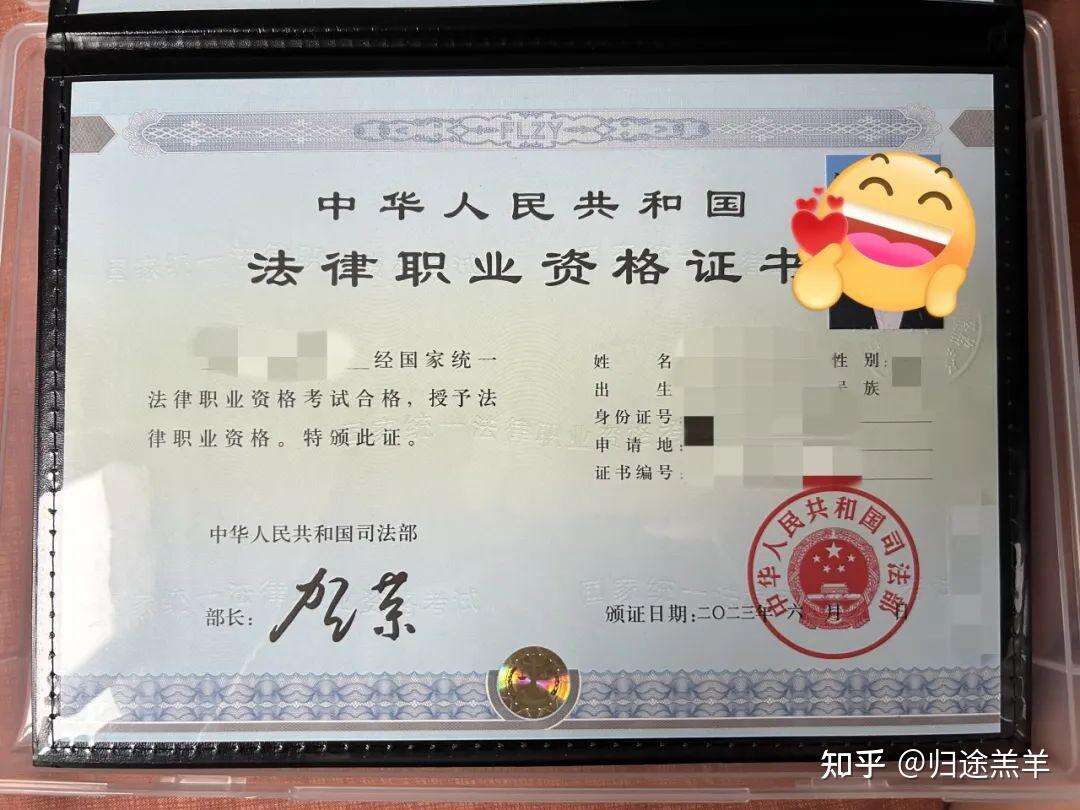 FLZY
中华人民共和国
法律职业资格证书
经国家统一
法律职业资格考试合格，授予法
律职业资格。特颁此证。
姓 名
性 别:
出 生
族
身份证号
申请地:
证书编号:
中华人民共和国司法部
部长: 贺荣
颁证日期:二〇二三年 六 月 日
中华人民共和国司法部
知乎 @归途羔羊